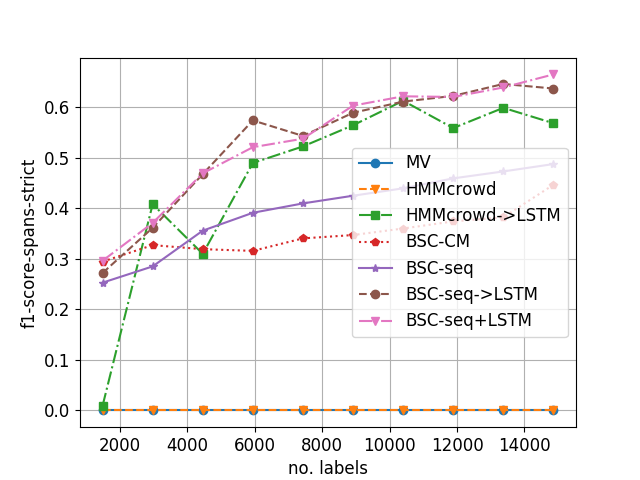 f1-score-spans-strict
0.6
0.5
0.4
0.3
0.2
0.1
0.0
MV
HMMcrowd
HMMcrowd->LSTM
BSC-CM
BSC-seq
BSC-seq->LSTM
BSC-seq+LSTM
2000 4000 6000 8000 10000 12000 14000
no. labels